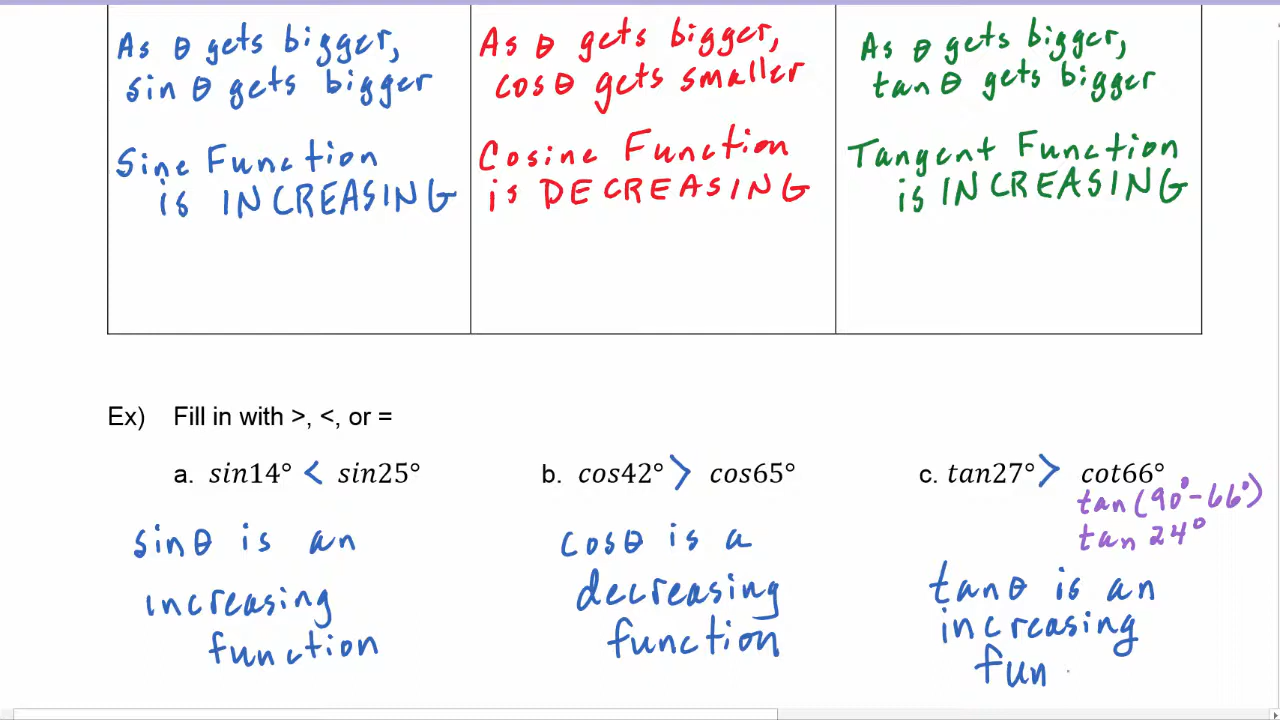 As θ gets bigger,
sin θ gets bigger
Sine Function
is INCREASING
As θ gets bigger,
cosθ gets smaller
Cosine Function
is DECREASING
As θ gets bigger,
tan θ gets bigger
Tangent Function
is INCREASING
Ex) Fill in with >, <, or =
a. sin14° < sin25°
sinθ is an
increasing
function
b. cos42° > cos65°
cosθ is a
decreasing
function
c. tan27° > cot66°
tan(90°-66°)
tan 24°
tanθ is an
increasing
fun